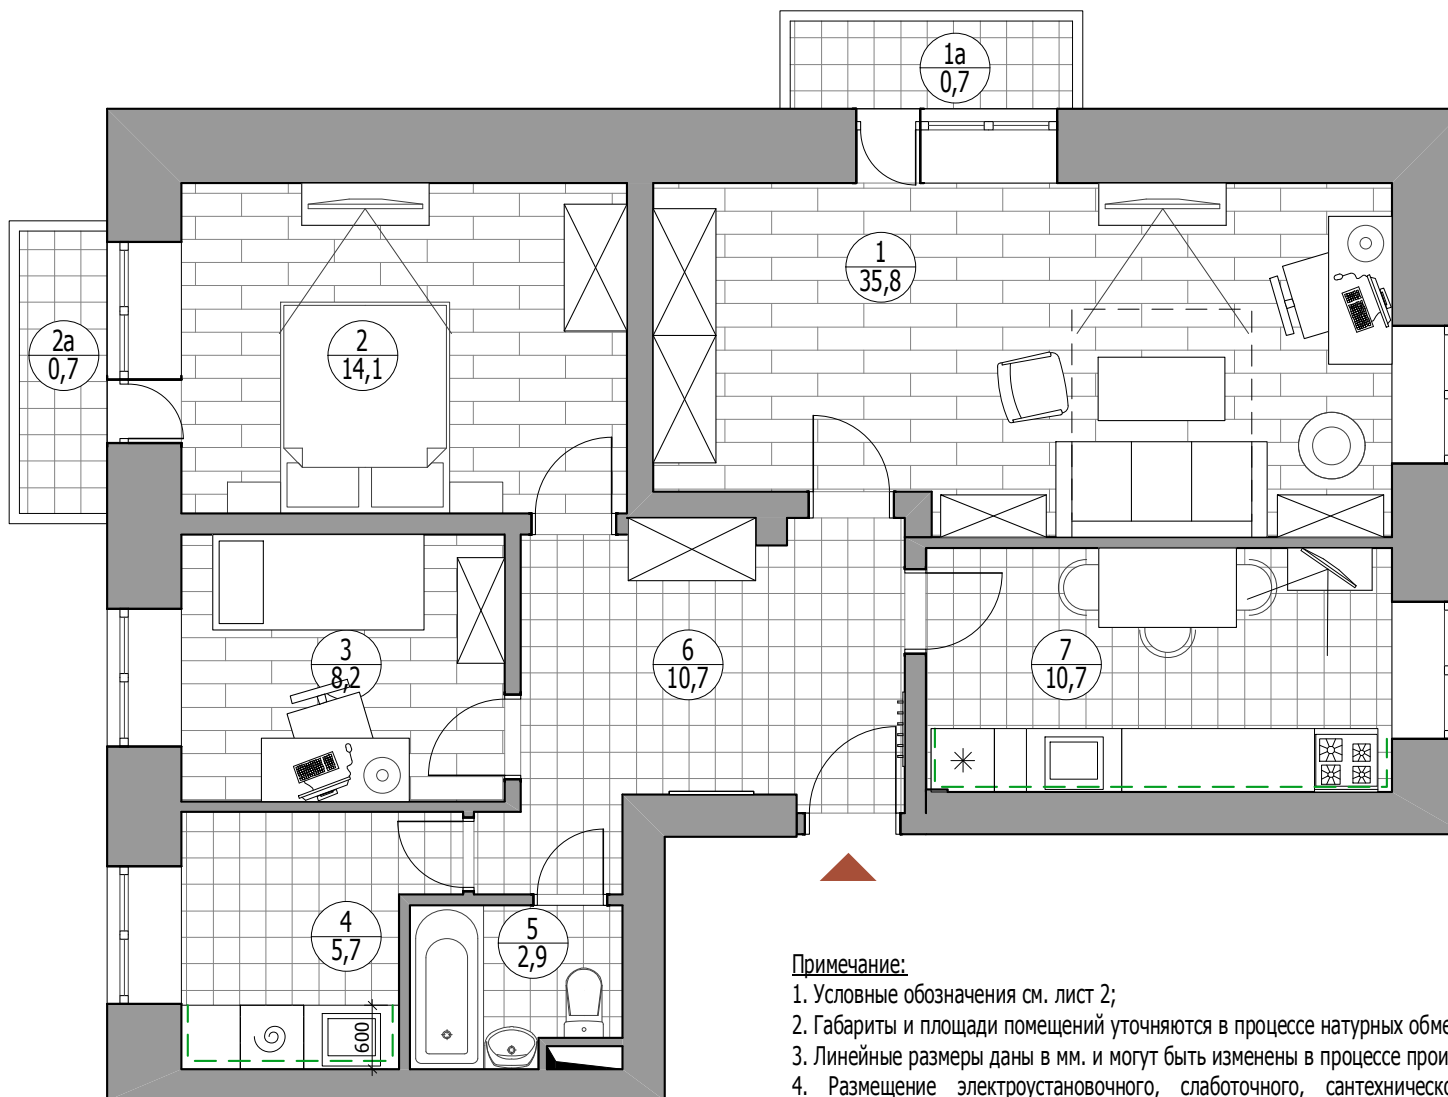 1а
0,7
1
35,8
2а
0,7
2
14,1
3
8,2
6
10,7
7
10,7
4
5,7
5
2,9
600
Примечание:
1. Условные обозначения см. лист 2;
2. Габариты и площади помещений уточняются в процессе натурных обме
3. Линейные размеры даны в мм. и могут быть изменены в процессе прои
4. Размещение электроустановочного, слаботочного, сантехническо